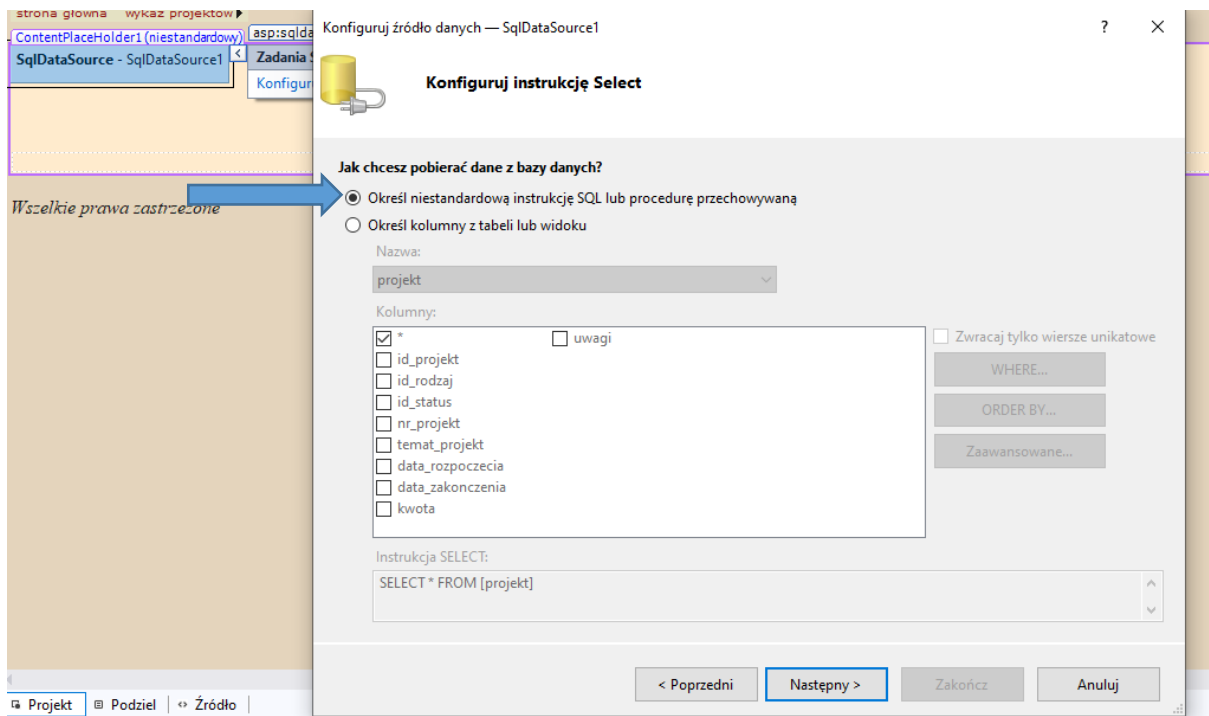 strona główna wykaz projektów
ContentPlaceHolder1 (niestandardowy)
asp:sqlda
SqlDataSource - SqlDataSource1
<
Zadania
Konfigur
Wszelkie prawa zastrzeżone
Projekt Podziel Źródło
Konfiguruj źródło danych — SqlDataSource1 ? ×
Konfiguruj instrukcję Select
Jak chcesz pobierać dane z bazy danych?
Określ niestandardową instrukcję SQL lub procedurę przechowywaną
Określ kolumny z tabeli lub widoku
Nazwa:
projekt
Kolumny:
* uwagi
id_projekt
id_rodzaj
id_status
nr_projekt
temat_projekt
data_rozpoczecia
data_zakonczenia
kwota
Zwracaj tylko wiersze unikatowe
WHERE...
ORDER BY...
Zaawansowane...
Instrukcja SELECT:
SELECT * FROM [projekt]
< Poprzedni Następny > Zakończ Anuluj